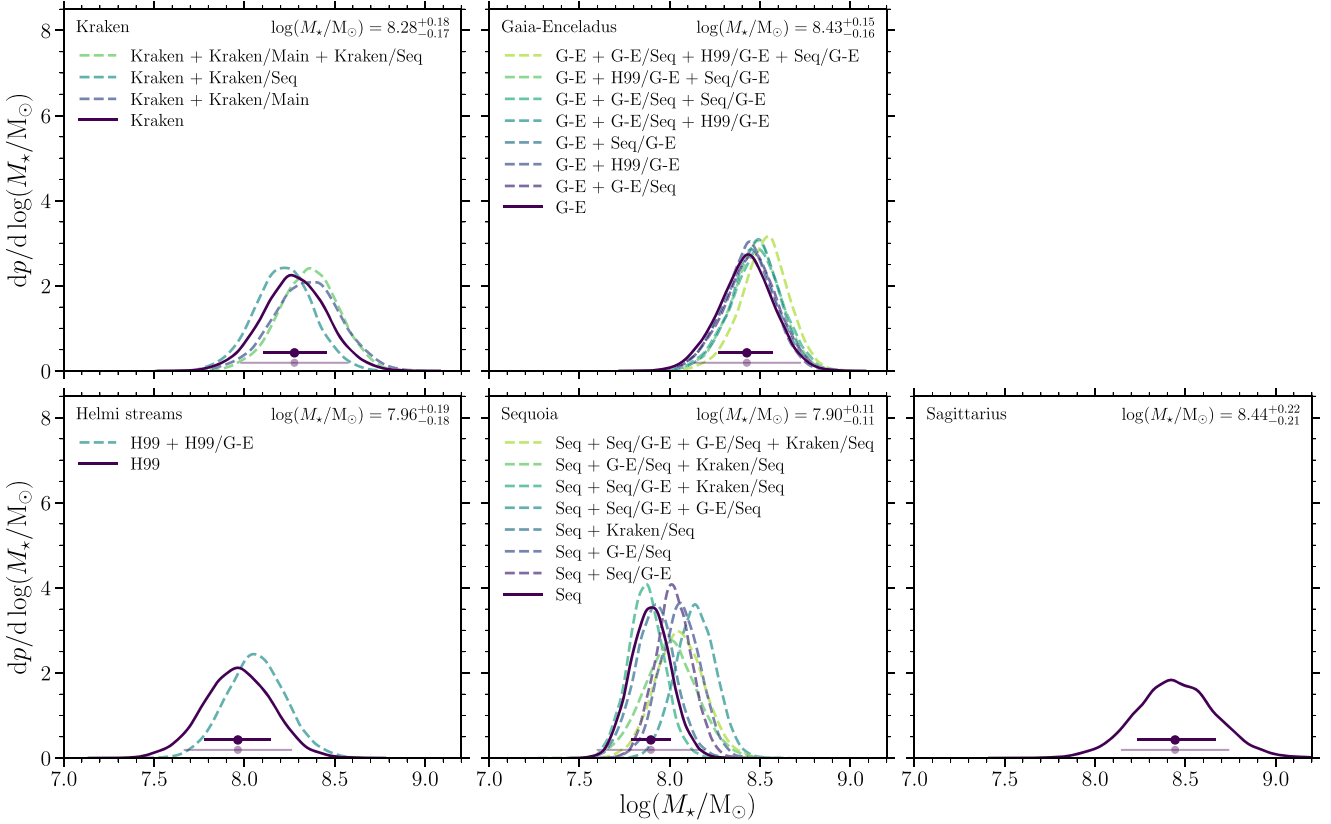 Kraken log(M⋆/M⊙) = 8.28 +0.18 −0.17
Kraken + Kraken/Main + Kraken/Seq
Kraken + Kraken/Seq
Kraken + Kraken/Main
Kraken
8
6
4
2
0
dp/d log(M⋆/M⊙)
Gaia-Enceladus log(M⋆/M⊙) = 8.43 +0.15 −0.16
G-E + G-E/Seq + H99/G-E + Seq/G-E
G-E + H99/G-E + Seq/G-E
G-E + G-E/Seq + Seq/G-E
G-E + G-E/Seq + H99/G-E
G-E + Seq/G-E
G-E + H99/G-E
G-E + G-E/Seq
G-E
Helmi streams log(M⋆/M⊙) = 7.96 +0.19 −0.18
H99 + H99/G-E
H99
8
6
4
2
0
dp/d log(M⋆/M⊙)
7.0 7.5 8.0 8.5 9.0
Sequoia log(M⋆/M⊙) = 7.90 +0.11 −0.11
Seq + Seq/G-E + G-E/Seq + Kraken/Seq
Seq + G-E/Seq + Kraken/Seq
Seq + Seq/G-E + Kraken/Seq
Seq + Seq/G-E + G-E/Seq
Seq + Kraken/Seq
Seq + G-E/Seq
Seq + Seq/G-E
Seq
7.0 7.5 8.0 8.5 9.0
log(M⋆/M⊙)
Sagittarius log(M⋆/M⊙) = 8.44 +0.22 −0.21
7.0 8.0 8.5 9.0